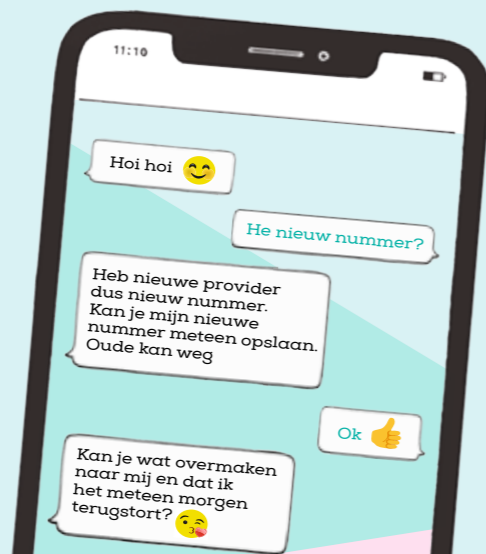 11:10
Hoi hoi 😊
He nieuw nummer?
Heb nieuwe provider
dus nieuw nummer.
Kan je mijn nieuwe
nummer meteen opslaan.
Oude kan weg
Ok 👍
Kan je wat overmaken
naar mij en dat ik
het meteen morgen
terugstort? 😘